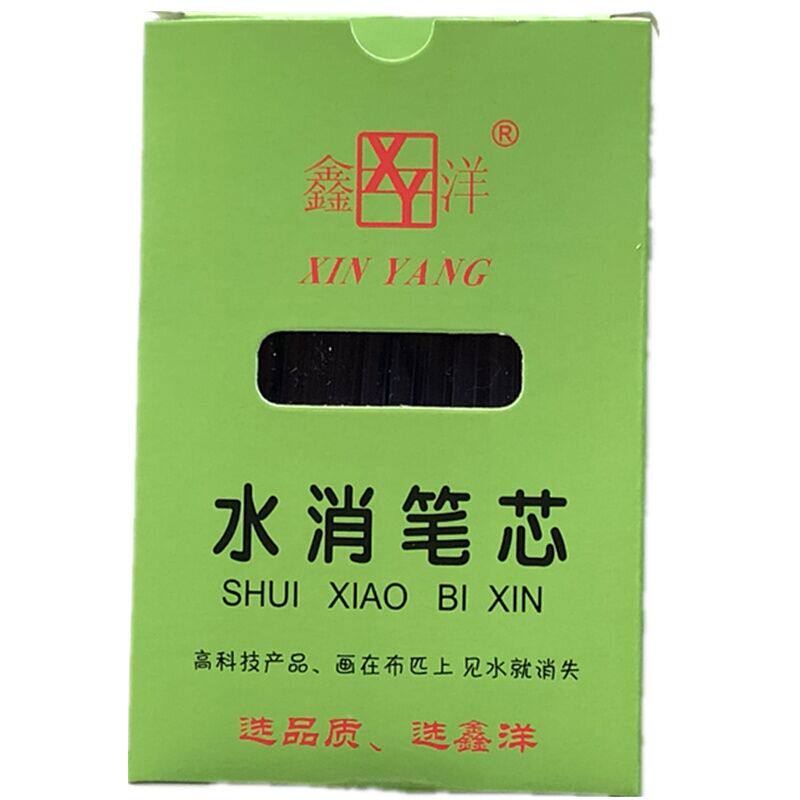 鑫 XY 洋 ®
XIN YANG
水消笔芯
SHUI XIAO BI XIN
高科技产品、画在布匹上 见水就消失
选品质、选鑫洋